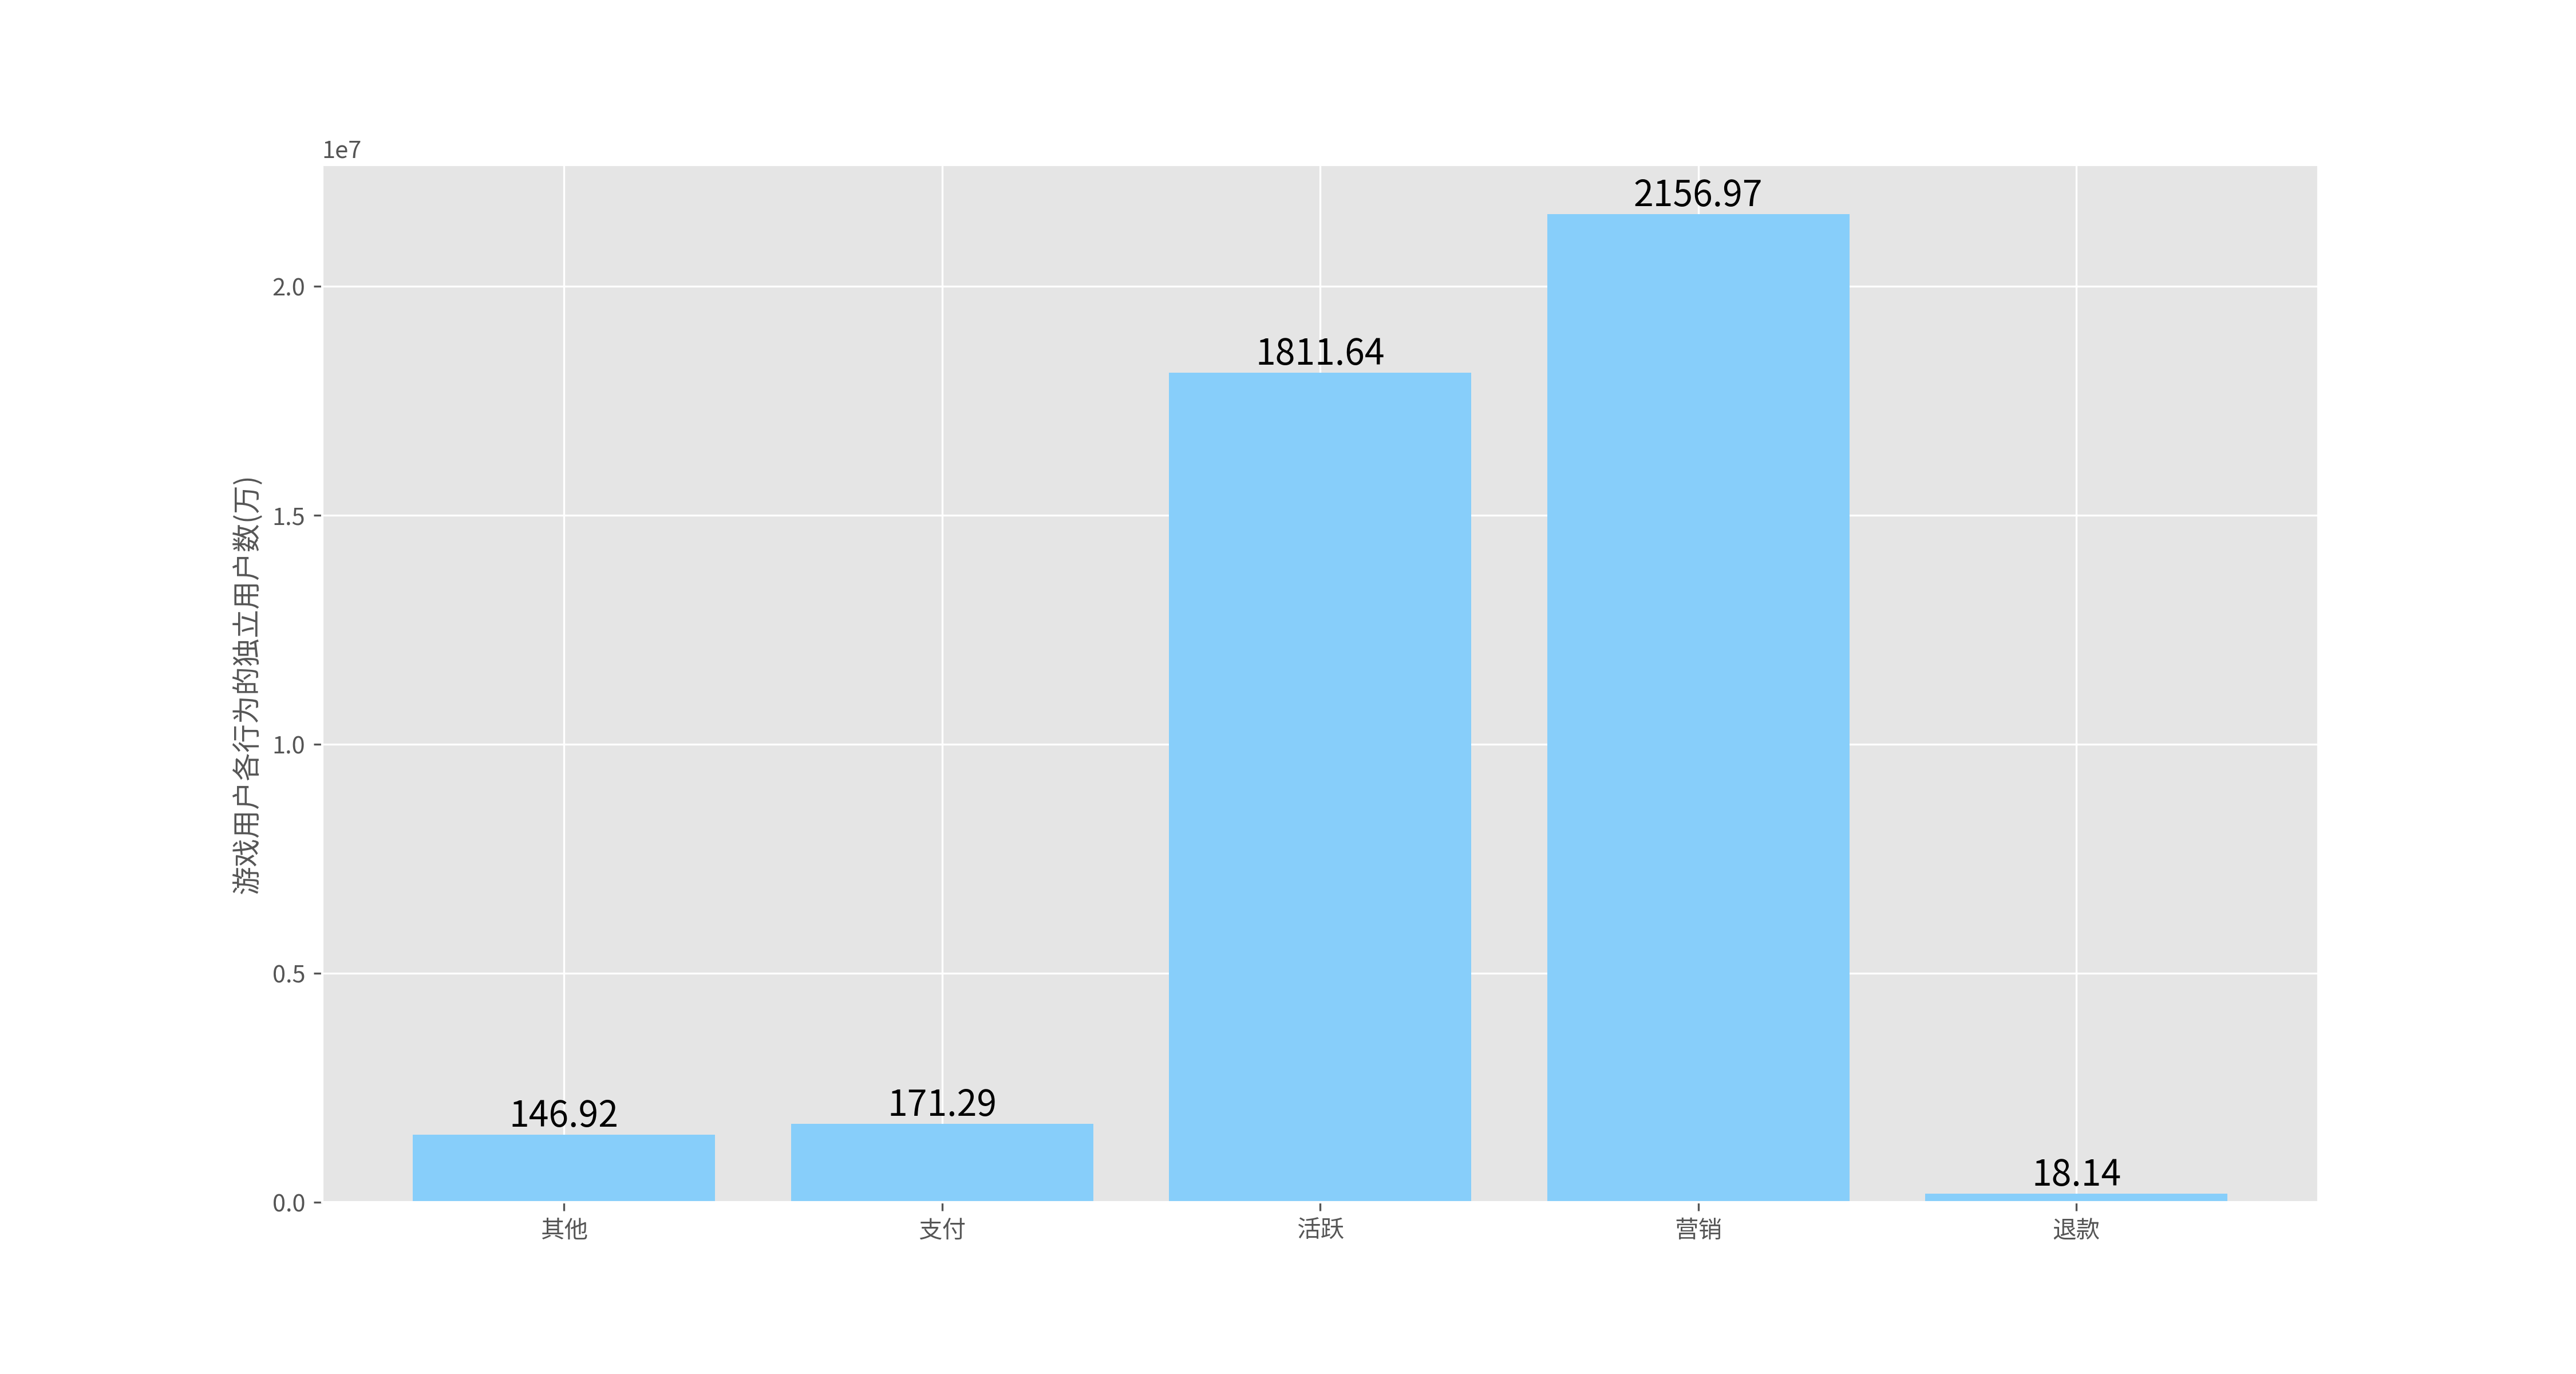 1e7
游戏用户各行为的独立用户数(万)
2.0
1.5
1.0
0.5
0.0
146.92
171.29
1811.64
2156.97
18.14
其他
支付
活跃
营销
退款